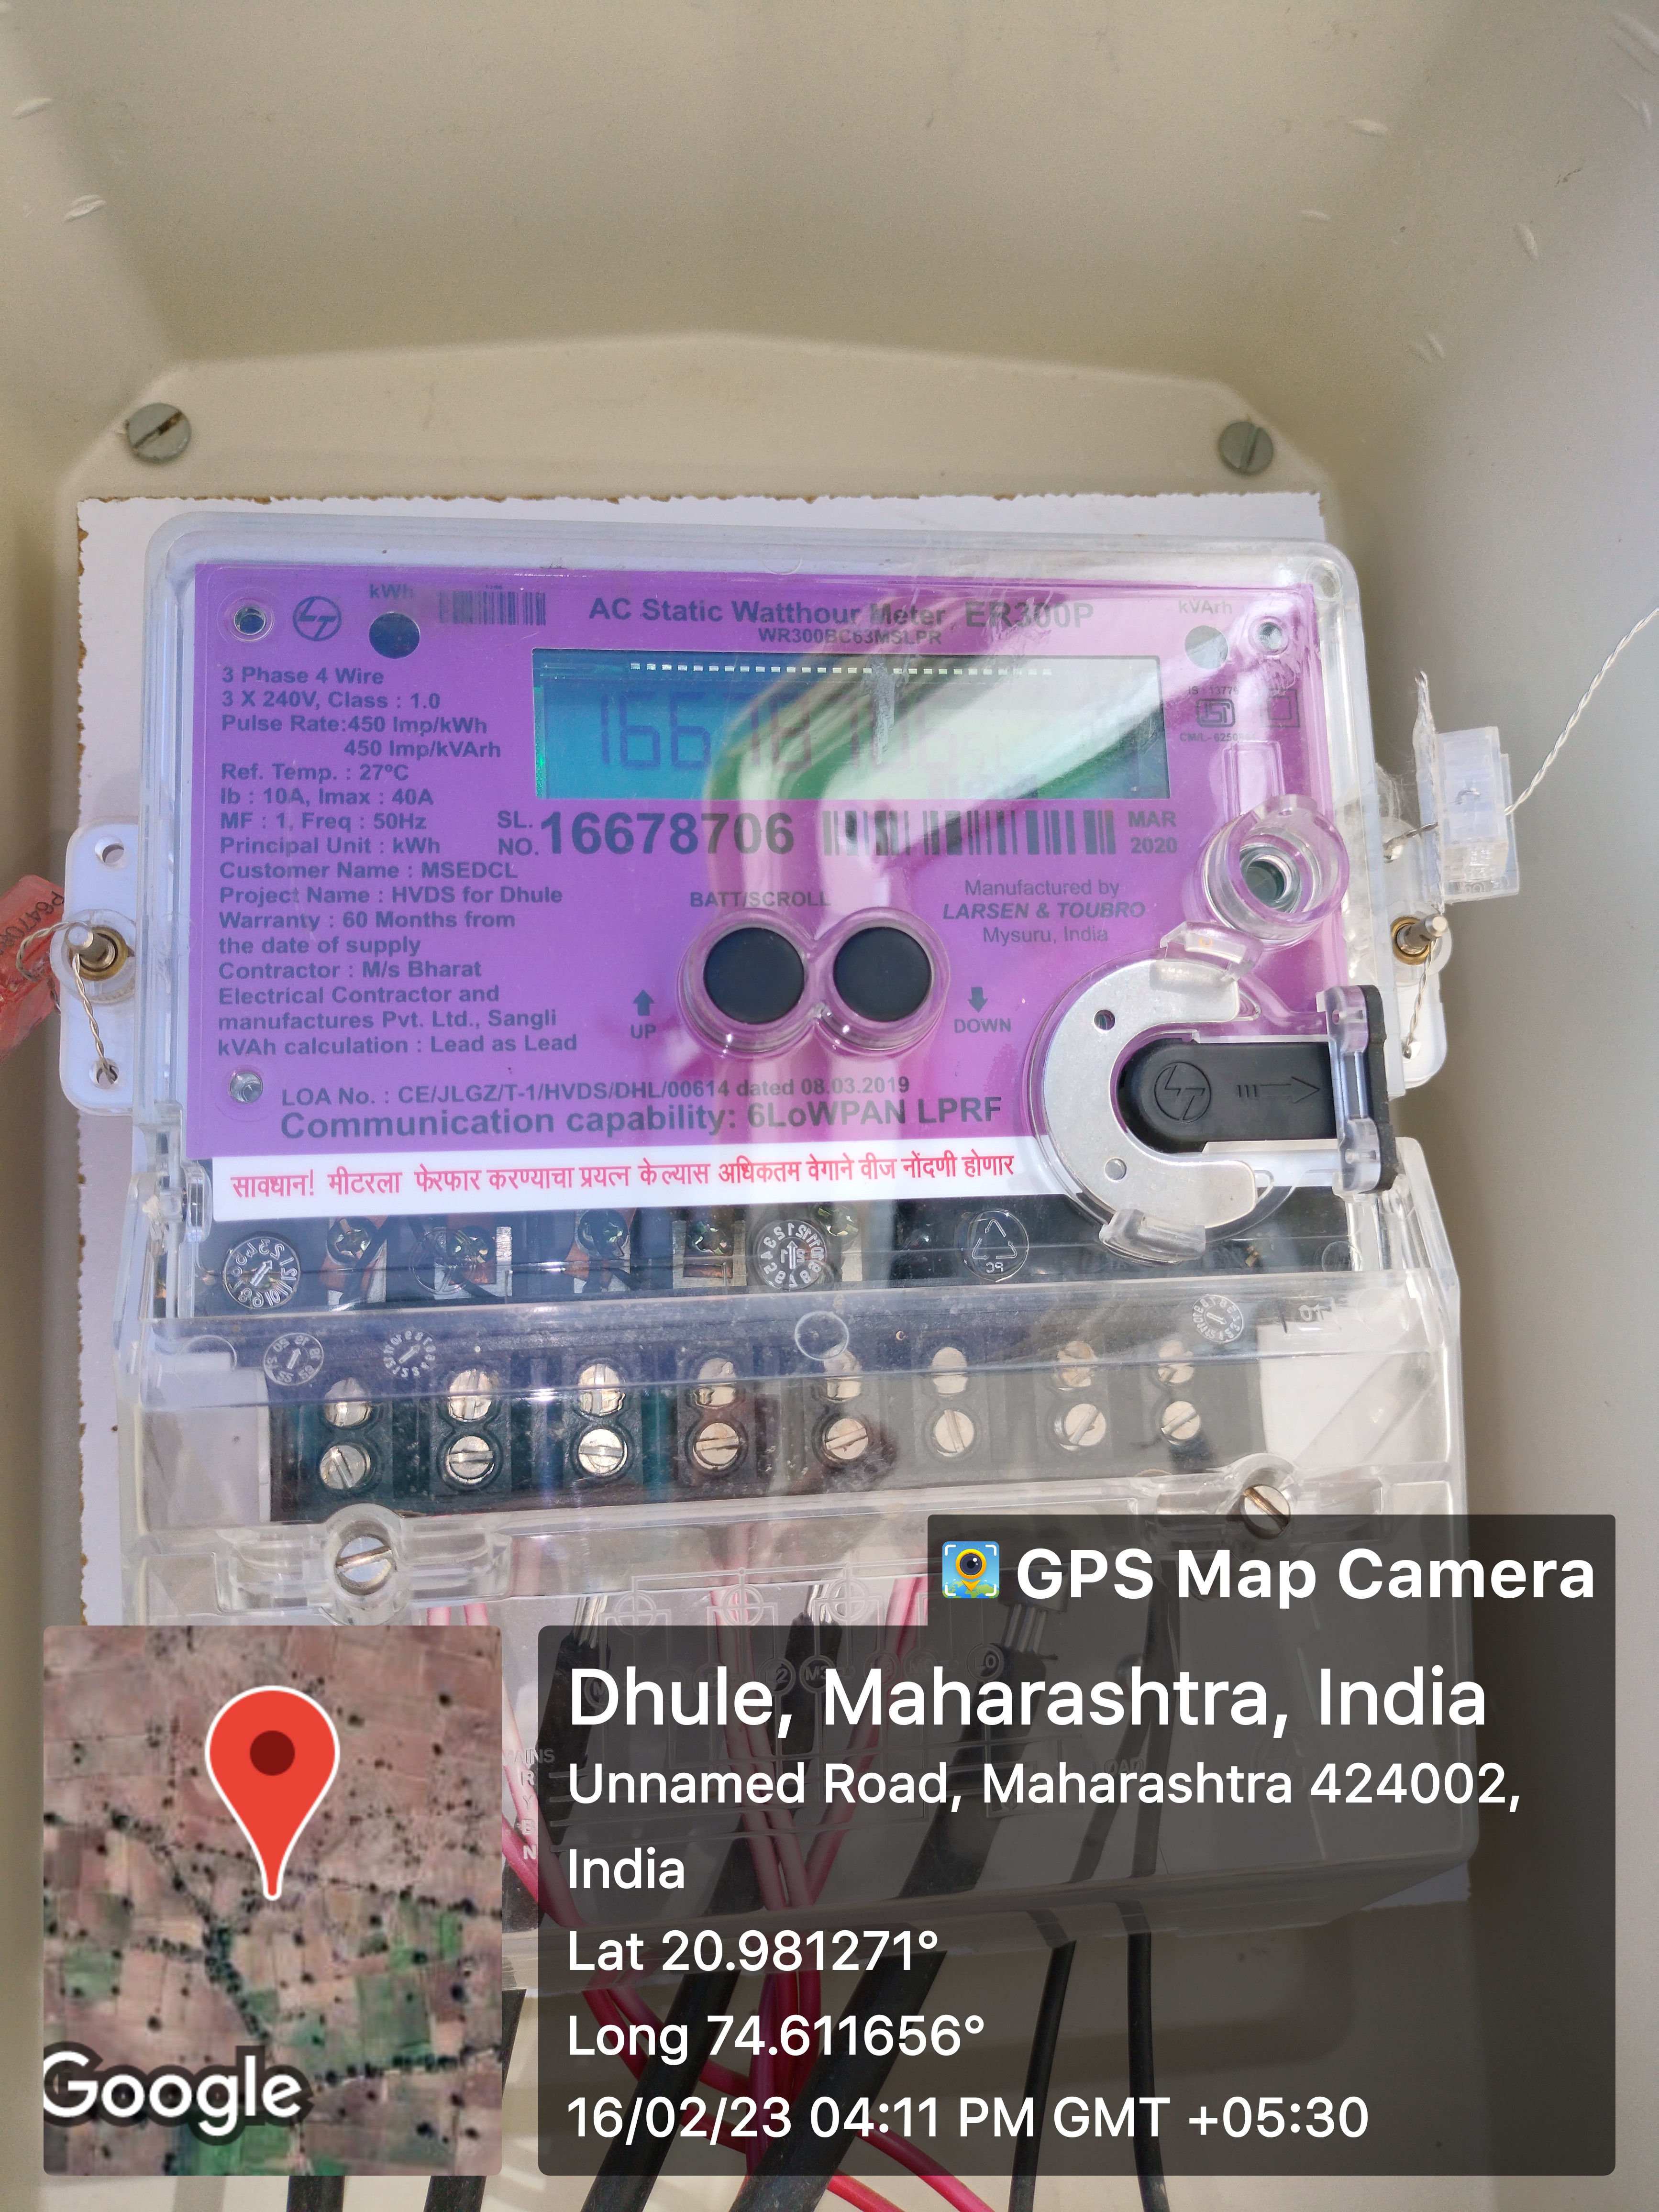 kWh
AC Static Watthour Meter ER300P
WR300BC63MSLPR
kVArh
3 Phase 4 Wire
3 X 240V, Class : 1.0
Pulse Rate:450 Imp/kWh
450 Imp/kVArh
Ref. Temp. : 27°C
Ib : 10A, Imax : 40A
MF : 1, Freq : 50Hz
Principal Unit : kWh
Customer Name : MSEDCL
Project Name : HVDS for Dhule
Warranty : 60 Months from
the date of supply
Contractor : M/s Bharat
Electrical Contractor and
manufactures Pvt. Ltd., Sangli
kVAh calculation : Lead as Lead
SL. NO. 16678706
MAR
2020
BATT/SCROLL
UP
DOWN
Manufactured by
LARSEN & TOUBRO
Mysuru, India
LOA No. : CE/JLGZ/T-1/HVDS/DHL/00614 dated 08.03.2019
Communication capability: 6LoWPAN LPRF
सावधान! मीटरला फेरफार करण्याचा प्रयत्न केल्यास अधिकतम वेगाने वीज नोंदणी होणार
GPS Map Camera
Dhule, Maharashtra, India
Unnamed Road, Maharashtra 424002,
India
Lat 20.981271°
Long 74.611656°
16/02/23 04:11 PM GMT +05:30
Google